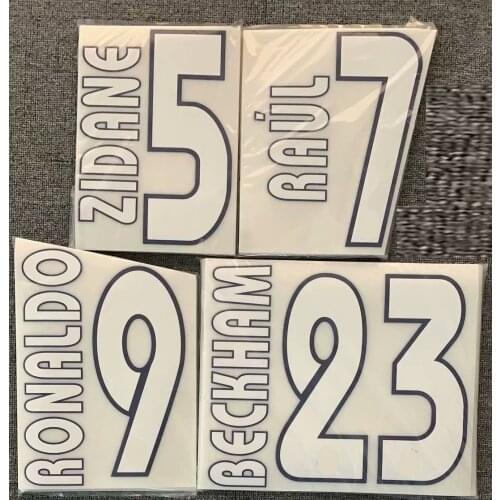 ZIDANE
5
RAÚL
7
RONALDO
9
BECKHAM
23